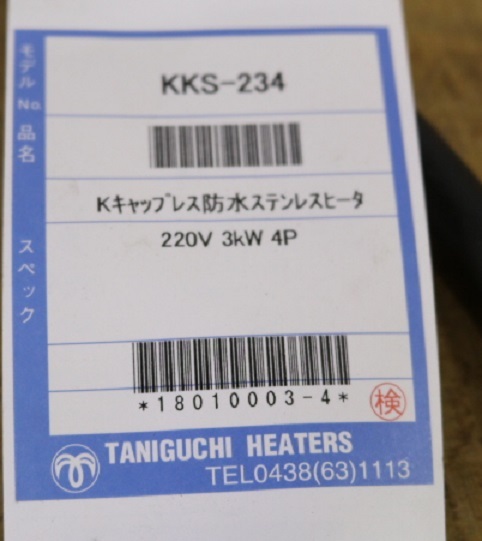 モデルNo.
KKS-234
品名
Kキャップレス防水ステンレスヒータ
220V 3kW 4P
スペック
*18010003-4*
検
TANIGUCHI HEATERS
TEL0438(63)1113